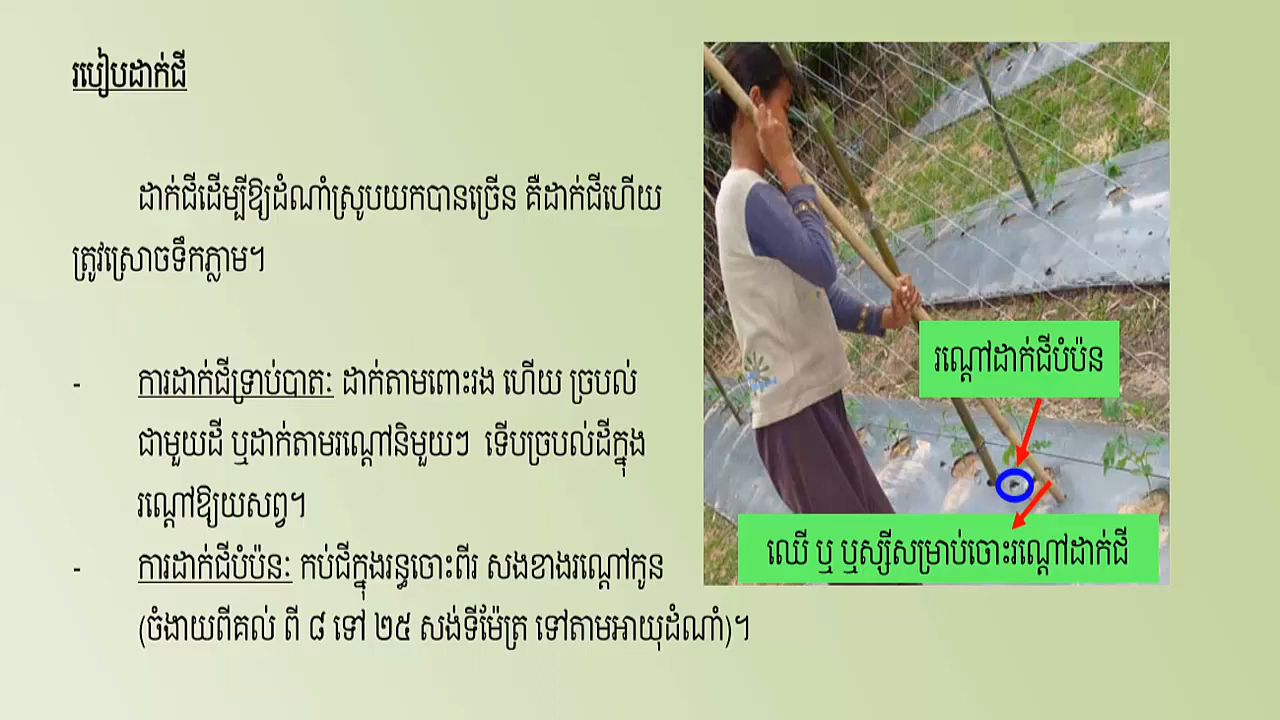 របៀបដាក់ជី
ដាក់ជីដើម្បីឱ្យដំណាំស្រូបយកបានច្រើន គឺដាក់ជីហើយ
ត្រូវស្រោចទឹកភ្លាម។
- ការដាក់ជីទ្រាប់បាត: ដាក់តាមពោះរង ហើយ ច្របល់
ជាមួយដី ឬដាក់តាមរណ្តៅនិមួយៗ ទើបច្របល់ដីក្នុង
រណ្តៅឱ្យយសព្វ។
- ការដាក់ជីបំប៉ន: កប់ជីក្នុងរន្ធចោះពីរ សងខាងរណ្តៅកូន
(ចំងាយពីគល់ ពី ៨ ទៅ ២៥ សង់ទីម៉ែត្រ ទៅតាមអាយុដំណាំ)។
រណ្តៅដាក់ជីបំប៉ន
ឈើ ឬ ឬស្សីសម្រាប់ចោះរណ្តៅដាក់ជី